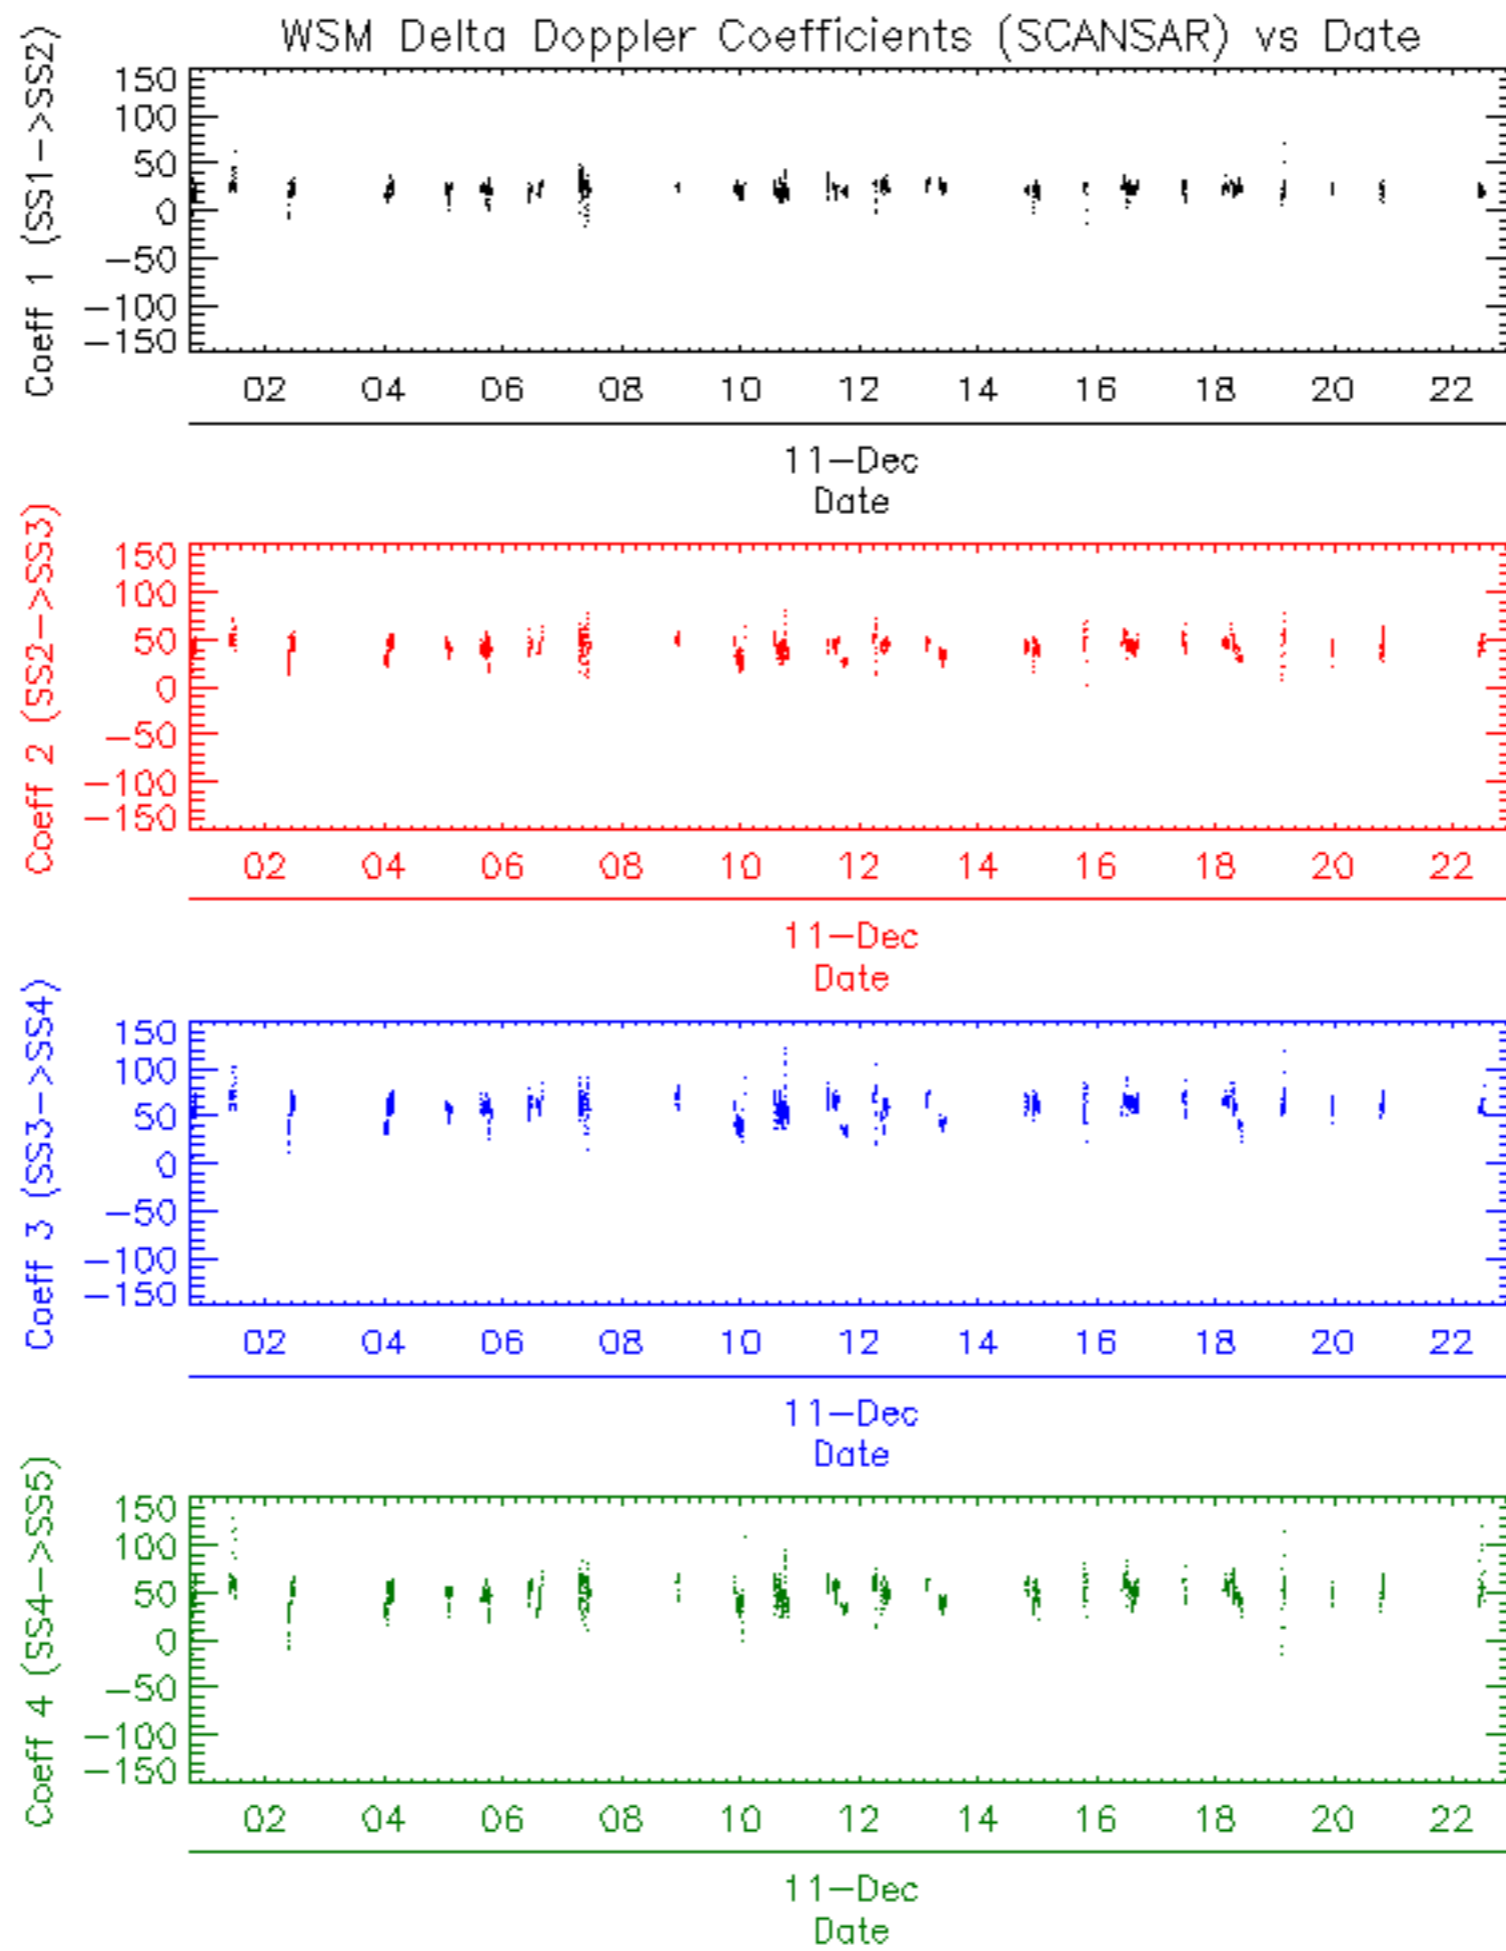 WSM Delta Doppler Coefficients (SCANSAR) vs Date
Coeff 1 (SS1->SS2)
150
100
50
0
-50
-100
-150
02 04 06 08 10 12 14 16 18 20 22
11-Dec
Date
Coeff 2 (SS2->SS3)
150
100
50
0
-50
-100
-150
02 04 06 08 10 12 14 16 18 20 22
11-Dec
Date
Coeff 3 (SS3->SS4)
150
100
50
0
-50
-100
-150
02 04 06 08 10 12 14 16 18 20 22
11-Dec
Date
Coeff 4 (SS4->SS5)
150
100
50
0
-50
-100
-150
02 04 06 08 10 12 14 16 18 20 22
11-Dec
Date